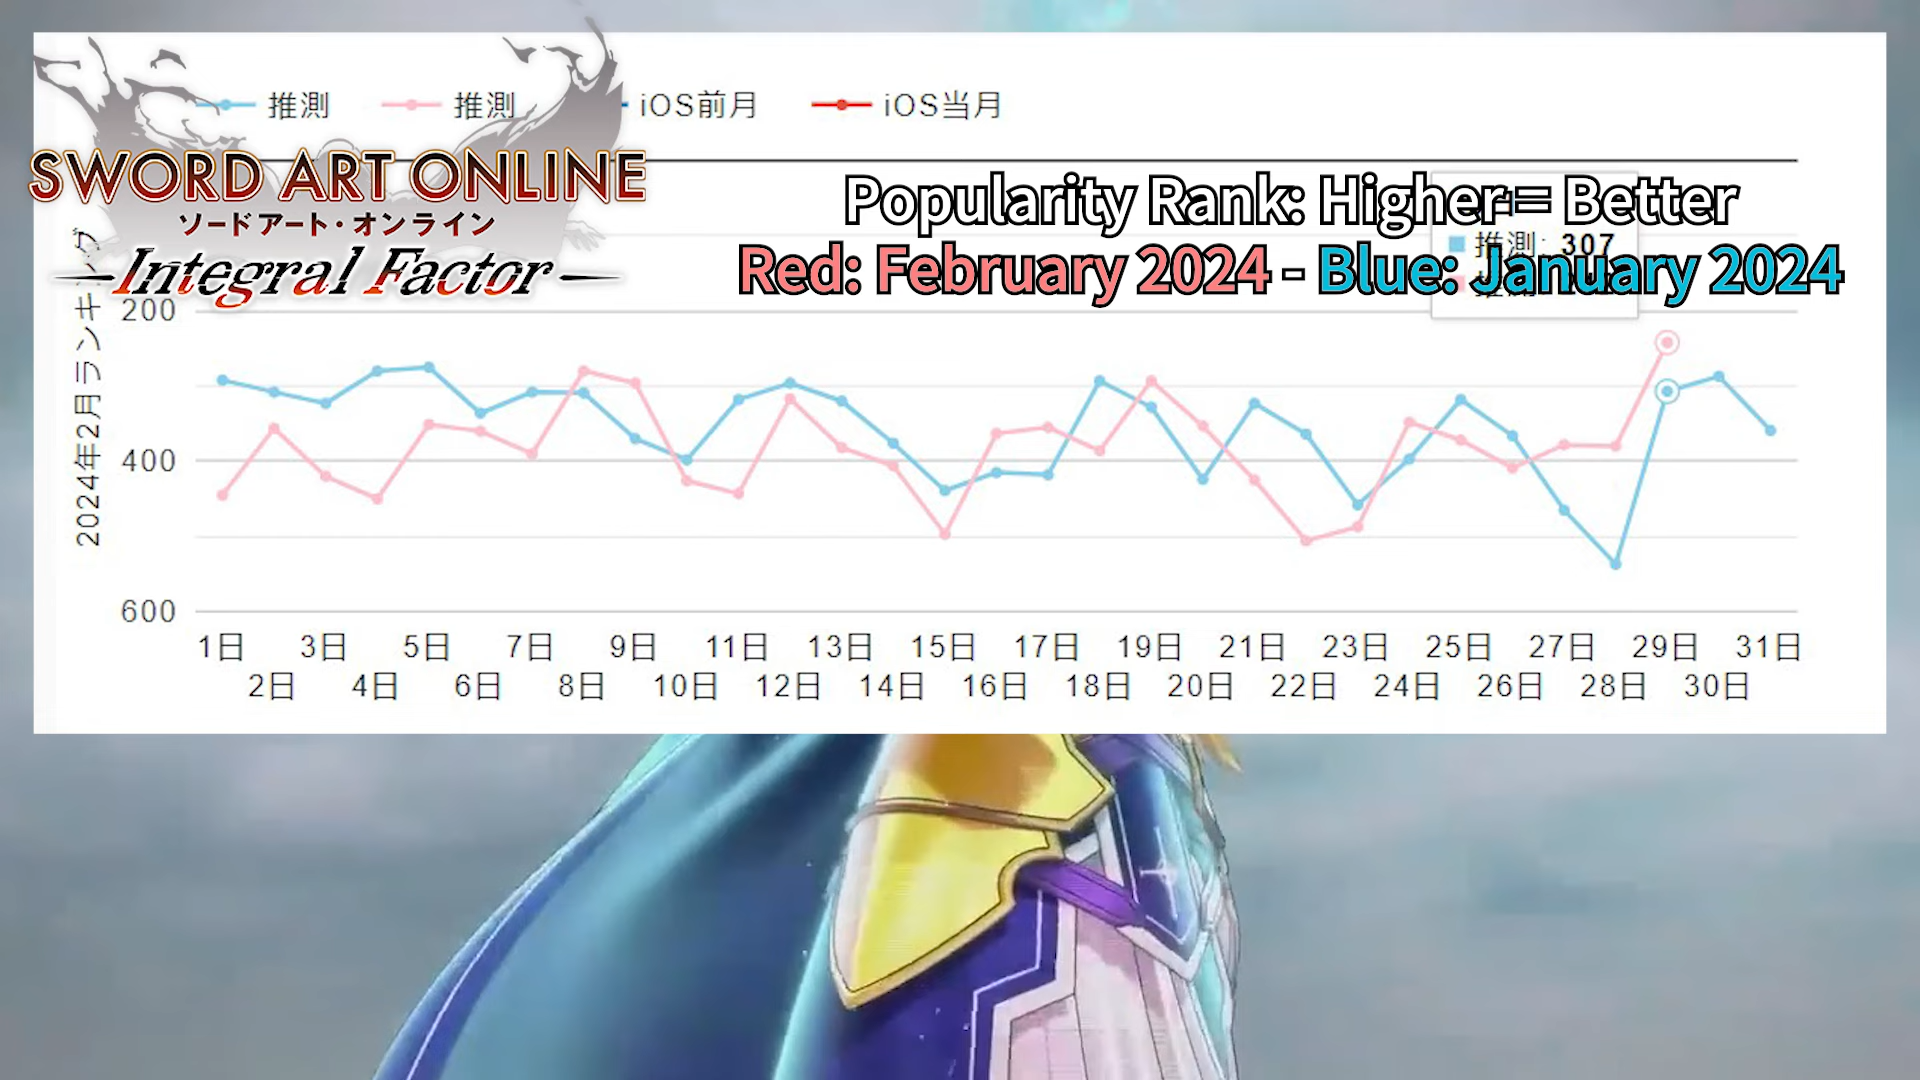 推測 推測 iOS前月 iOS当月
SWORD ART ONLINE
ソードアート・オンライン
Integral Factor
Popularity Rank: Higher = Better
推測: 307
Red: February 2024 - Blue: January 2024
2024年2月ランキング
200
400
600
1日 3日 5日 7日 9日 11日 13日 15日 17日 19日 21日 23日 25日 27日 29日 31日
2日 4日 6日 8日 10日 12日 14日 16日 18日 20日 22日 24日 26日 28日 30日